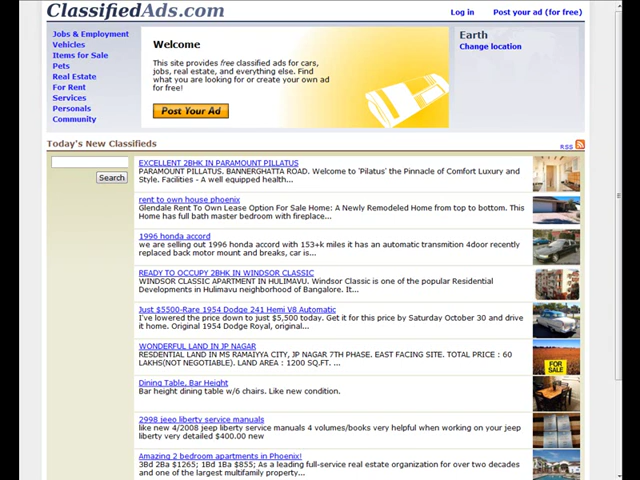 ClassifiedAds.com
Log in
Post your ad (for free)
Jobs & Employment
Vehicles
Items for Sale
Pets
Real Estate
For Rent
Services
Personals
Community
Welcome
This site provides free classified ads for cars,
jobs, real estate, and everything else. Find
what you are looking for or create your own ad
for free!
Post Your Ad
Earth
Change location
Today's New Classifieds
RSS
Search
EXCELLENT 2BHK IN PARAMOUNT PILLATUS
PARAMOUNT PILLATUS. BANNERGHATTA ROAD. Welcome to 'Pilatus' the Pinnacle of Comfort Luxury and
Style. Facilities - A well equipped health...
rent to own house phoenix
Glendale Rent To Own Lease Option For Sale Home: A Newly Remodeled Home from top to bottom. This
Home has full bath master bedroom with fireplace...
1996 honda accord
we are selling out 1996 honda accord with 153+k miles it has an automatic transmition 4door recently
replaced back motor mount and breaks, car is...
READY TO OCCUPY 2BHK IN WINDSOR CLASSIC
WINDSOR CLASSIC APARTMENT IN HULIMAVU. Windsor Classic is one of the popular Residential
Developments in Hulimavu neighborhood of Bangalore. It...
Just $5500-Rare 1954 Dodge 241 Hemi V8 Automatic
I've lowered the price down to just $5,500 today. Get it for this price by Saturday October 30 and drive
it home. Original 1954 Dodge Royal, original...
WONDERFUL LAND IN JP NAGAR
RESDENTIAL LAND IN MS RAMAIYYA CITY, JP NAGAR 7TH PHASE. EAST FACING SITE. TOTAL PRICE : 60
LAKHS(NOT NEGOTIABLE). LAND AREA : 1200 SQ.FT. ...
FOR
SALE
Dining Table, Bar Height
Bar height dining table w/6 chairs. Like new condition.
2998 jeeo liberty service manuals
like new 4/2008 jeep liberty service manuals 4 volumes/books very helpful when working on your jeep
liberty very detailed $400.00 new
Amazing 2 bedroom apartments in Phoenix!
3Bd 2Ba $1265; 1Bd 1Ba $855; As a leading full-service real estate organization for over two decades
and one of the largest multifamily property...